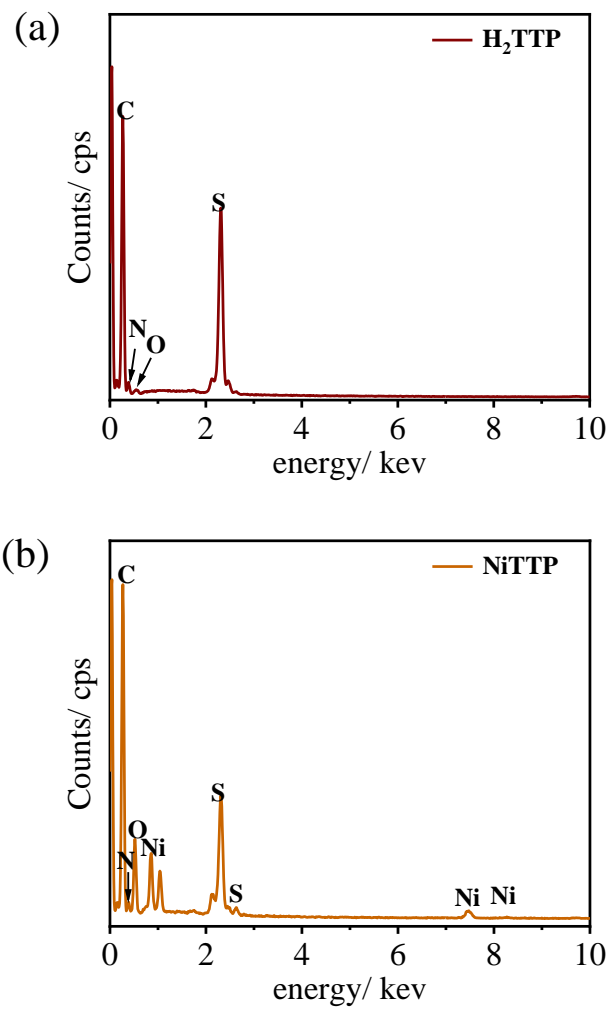 (a)
H₂TTP
C
S
N
O
Counts/ cps
0 2 4 6 8 10
energy/ kev
(b)
NiTTP
C
S
O
Ni
N
S
Ni
Ni
Counts/ cps
0 2 4 6 8 10
energy/ kev